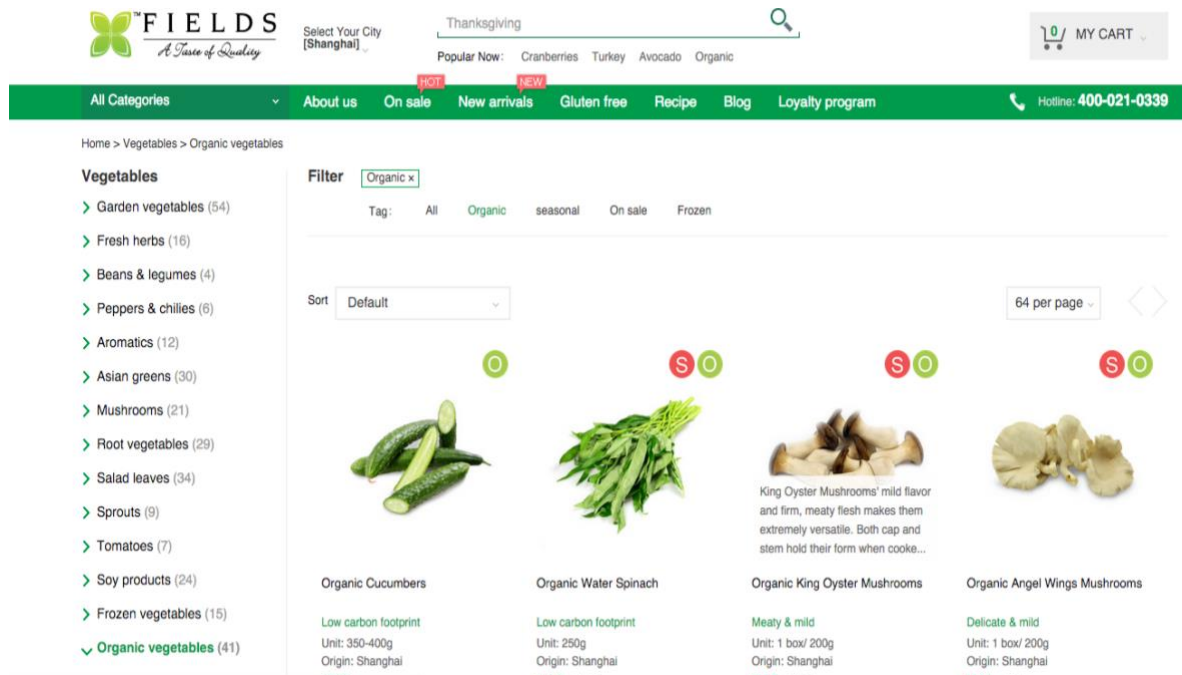 ™FIELDS
A Taste of Quality
Select Your City
[Shanghai]
Thanksgiving
Popular Now: Cranberries Turkey Avocado Organic
0 MY CART
All Categories
About us On sale HOT New arrivals NEW Gluten free Recipe Blog Loyalty program
Hotline: 400-021-0339
Home > Vegetables > Organic vegetables
Vegetables
Garden vegetables (54)
Fresh herbs (16)
Beans & legumes (4)
Peppers & chilies (6)
Aromatics (12)
Asian greens (30)
Mushrooms (21)
Root vegetables (29)
Salad leaves (34)
Sprouts (9)
Tomatoes (7)
Soy products (24)
Frozen vegetables (15)
Organic vegetables (41)
Filter Organic ×
Tag: All Organic seasonal On sale Frozen
Sort Default
64 per page
O
S O
S O
S O
King Oyster Mushrooms' mild flavor
and firm, meaty flesh makes them
extremely versatile. Both cap and
stem hold their form when cooke...
Organic Cucumbers
Low carbon footprint
Unit: 350-400g
Origin: Shanghai
Organic Water Spinach
Low carbon footprint
Unit: 250g
Origin: Shanghai
Organic King Oyster Mushrooms
Meaty & mild
Unit: 1 box/ 200g
Origin: Shanghai
Organic Angel Wings Mushrooms
Delicate & mild
Unit: 1 box/ 200g
Origin: Shanghai